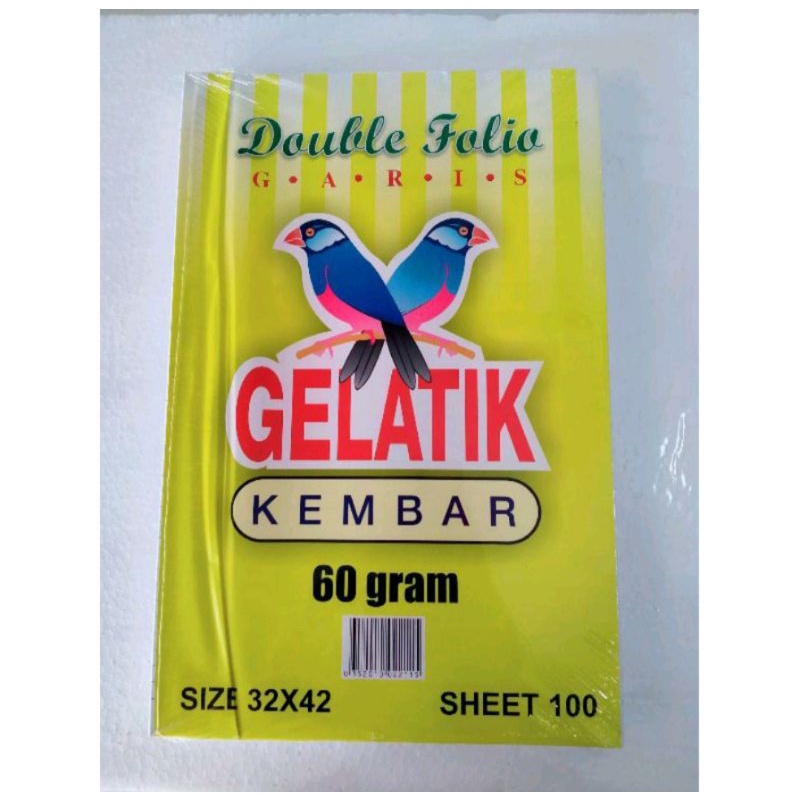 Double Folio
G • A • R • I • S
GELATIK
KEMBAR
60 gram
SIZE 32X42
SHEET 100